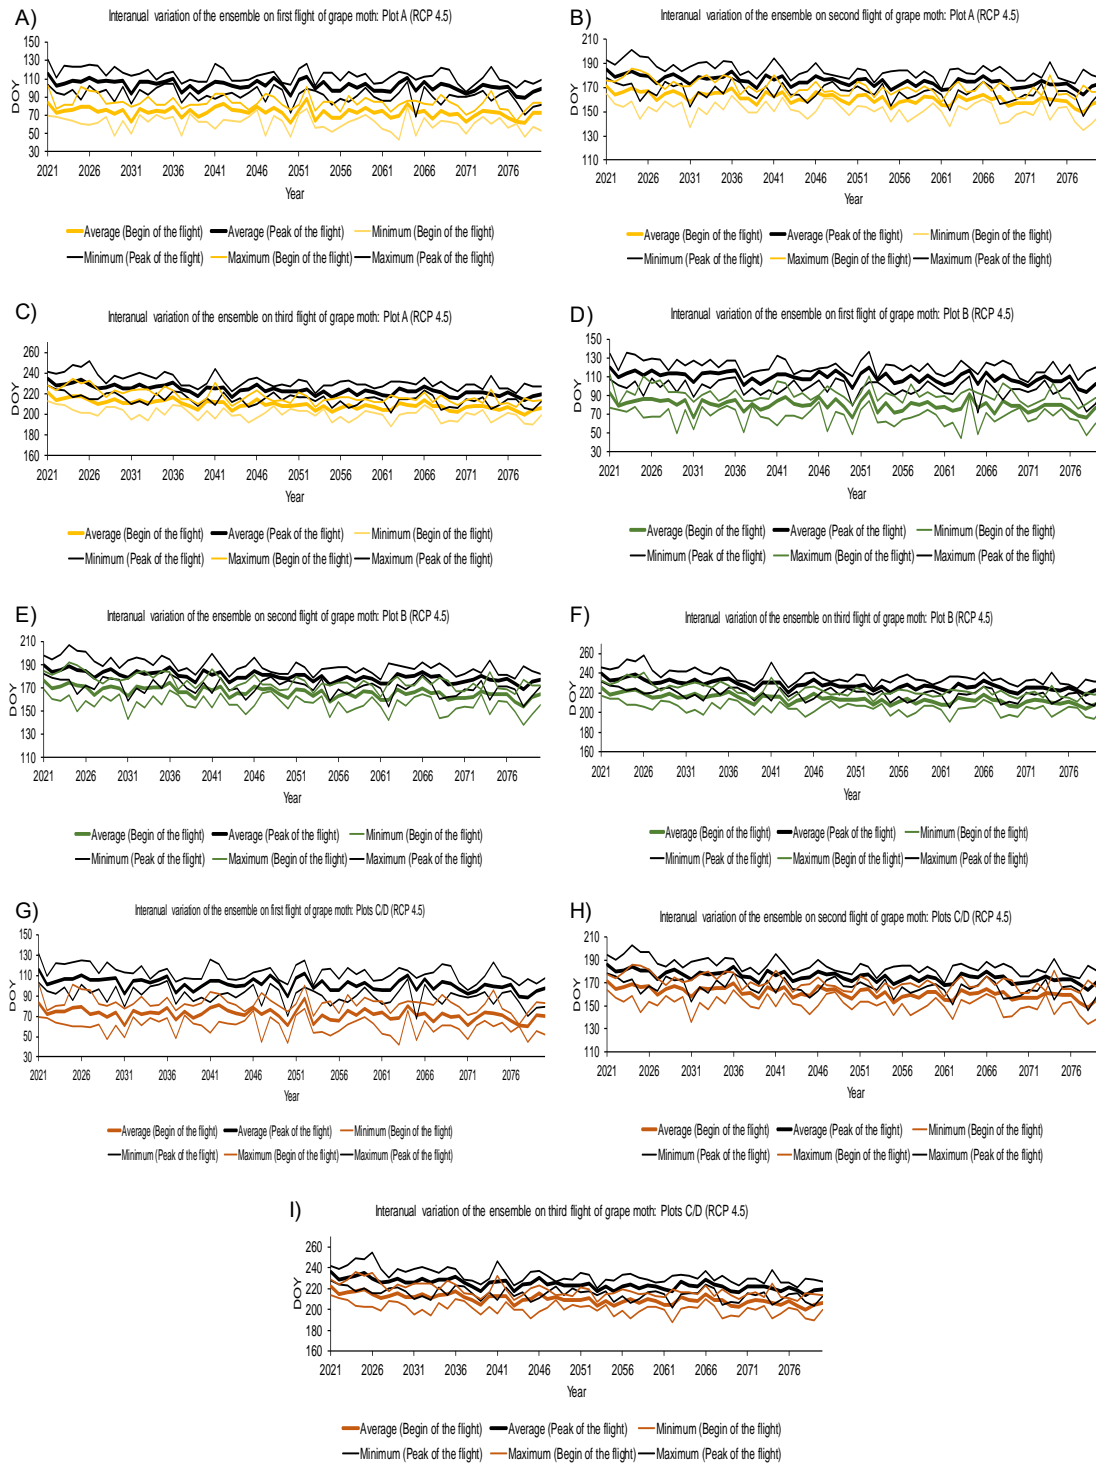 A)
Interanual variation of the ensemble on first flight of grape moth: Plot A (RCP 4.5)
150
130
110
90
70
50
30
DOY
2021 2026 2031 2036 2041 2046 2051 2056 2061 2066 2071 2076
Year
Average (Begin of the flight) Average (Peak of the flight) Minimum (Begin of the flight)
Minimum (Peak of the flight) Maximum (Begin of the flight) Maximum (Peak of the flight)
B)
Interanual variation of the ensemble on second flight of grape moth: Plot A (RCP 4.5)
210
190
170
150
130
110
DOY
2021 2026 2031 2036 2041 2046 2051 2056 2061 2066 2071 2076
Year
Average (Begin of the flight) Average (Peak of the flight) Minimum (Begin of the flight)
Minimum (Peak of the flight) Maximum (Begin of the flight) Maximum (Peak of the flight)
C)
Interanual variation of the ensemble on third flight of grape moth: Plot A (RCP 4.5)
260
240
220
200
180
160
DOY
2021 2026 2031 2036 2041 2046 2051 2056 2061 2066 2071 2076
Year
Average (Begin of the flight) Average (Peak of the flight) Minimum (Begin of the flight)
Minimum (Peak of the flight) Maximum (Begin of the flight) Maximum (Peak of the flight)
D)
Interanual variation of the ensemble on first flight of grape moth: Plot B (RCP 4.5)
150
130
110
90
70
50
30
DOY
2021 2026 2031 2036 2041 2046 2051 2056 2061 2066 2071 2076
Year
Average (Begin of the flight) Average (Peak of the flight) Minimum (Begin of the flight)
Minimum (Peak of the flight) Maximum (Begin of the flight) Maximum (Peak of the flight)
E)
Interanual variation of the ensemble on second flight of grape moth: Plot B (RCP 4.5)
210
190
170
150
130
110
DOY
2021 2026 2031 2036 2041 2046 2051 2056 2061 2066 2071 2076
Year
Average (Begin of the flight) Average (Peak of the flight) Minimum (Begin of the flight)
Minimum (Peak of the flight) Maximum (Begin of the flight) Maximum (Peak of the flight)
F)
Interanual variation of the ensemble on third flight of grape moth: Plot B (RCP 4.5)
260
240
220
200
180
160
DOY
2021 2026 2031 2036 2041 2046 2051 2056 2061 2066 2071 2076
Year
Average (Begin of the flight) Average (Peak of the flight) Minimum (Begin of the flight)
Minimum (Peak of the flight) Maximum (Begin of the flight) Maximum (Peak of the flight)
G)
Interanual variation of the ensemble on first flight of grape moth: Plots C/D (RCP 4.5)
150
130
110
90
70
50
30
DOY
2021 2026 2031 2036 2041 2046 2051 2056 2061 2066 2071 2076
Year
Average (Begin of the flight) Average (Peak of the flight) Minimum (Begin of the flight)
Minimum (Peak of the flight) Maximum (Begin of the flight) Maximum (Peak of the flight)
H)
Interanual variation of the ensemble on second flight of grape moth: Plots C/D (RCP 4.5)
210
190
170
150
130
110
DOY
2021 2026 2031 2036 2041 2046 2051 2056 2061 2066 2071 2076
Year
Average (Begin of the flight) Average (Peak of the flight) Minimum (Begin of the flight)
Minimum (Peak of the flight) Maximum (Begin of the flight) Maximum (Peak of the flight)
I)
Interanual variation of the ensemble on third flight of grape moth: Plots C/D (RCP 4.5)
260
240
220
200
180
160
DOY
2021 2026 2031 2036 2041 2046 2051 2056 2061 2066 2071 2076
Year
Average (Begin of the flight) Average (Peak of the flight) Minimum (Begin of the flight)
Minimum (Peak of the flight) Maximum (Begin of the flight) Maximum (Peak of the flight)